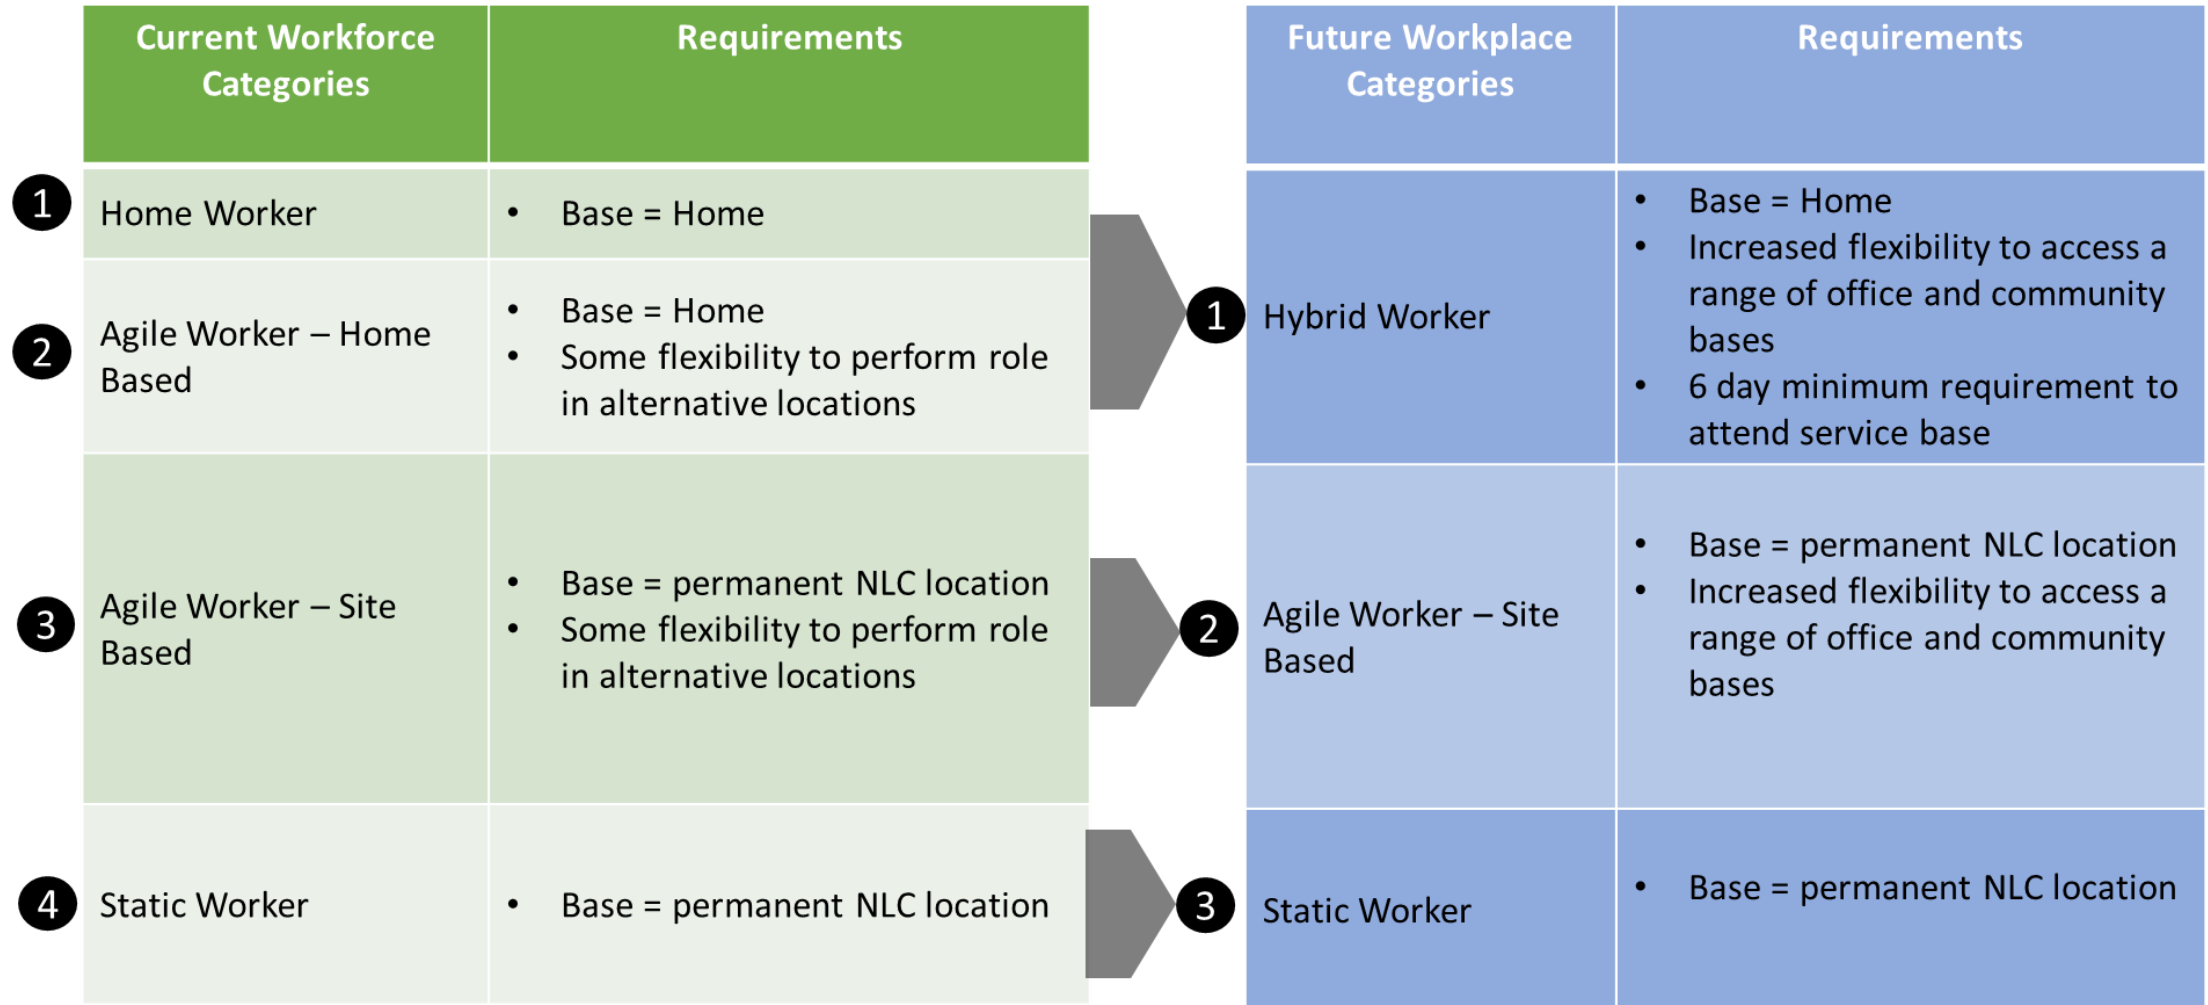 Current Workforce
Categories
Requirements
1
Home Worker
• Base = Home
2
Agile Worker – Home
Based
• Base = Home
• Some flexibility to perform role
in alternative locations
3
Agile Worker – Site
Based
• Base = permanent NLC location
• Some flexibility to perform role
in alternative locations
4
Static Worker
• Base = permanent NLC location
Future Workplace
Categories
Requirements
1
Hybrid Worker
• Base = Home
• Increased flexibility to access a
range of office and community
bases
• 6 day minimum requirement to
attend service base
2
Agile Worker – Site
Based
• Base = permanent NLC location
• Increased flexibility to access a
range of office and community
bases
3
Static Worker
• Base = permanent NLC location